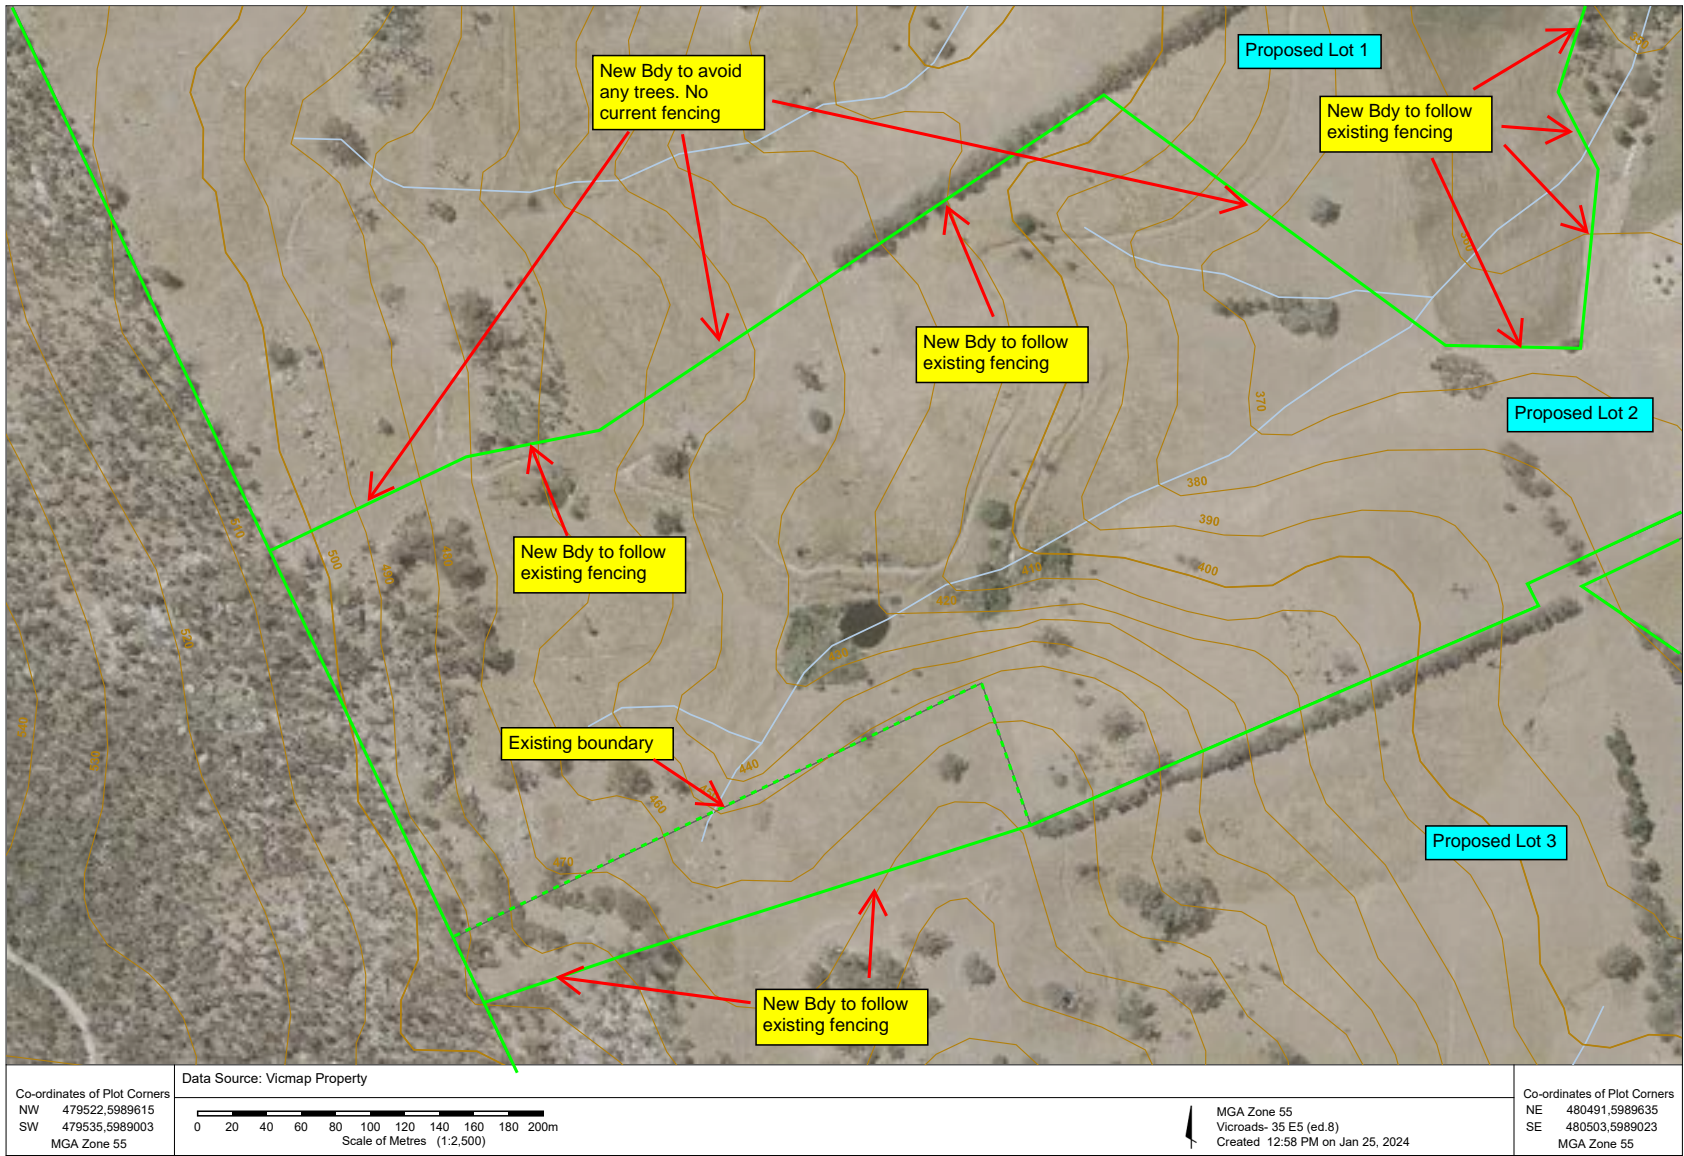 Proposed Lot 1
New Bdy to avoid
any trees. No
current fencing
New Bdy to follow
existing fencing
New Bdy to follow
existing fencing
370
Proposed Lot 2
380
390
400
New Bdy to follow
existing fencing
500
Existing boundary
440
460
470
Proposed Lot 3
New Bdy to follow
existing fencing
Co-ordinates of Plot Corners
NW 479522,5989615
SW 479535,5989003
MGA Zone 55
Data Source: Vicmap Property
0 20 40 60 80 100 120 140 160 180 200m
Scale of Metres (1:2,500)
MGA Zone 55
Vicroads- 35 E5 (ed.8)
Created 12:58 PM on Jan 25, 2024
Co-ordinates of Plot Corners
NE 480491,5989635
SE 480503,5989023
MGA Zone 55